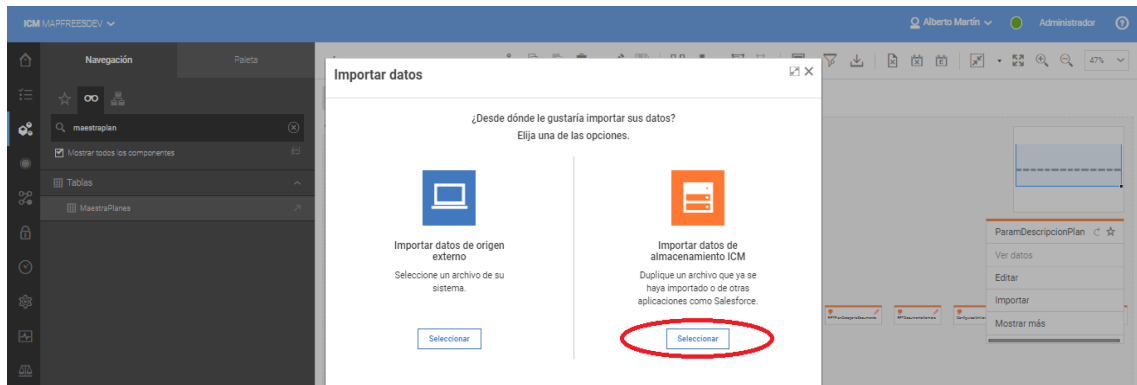 ICM MAPFREESDEV
Alberto Martín
Administrador
Navegación
Paleta
47%
maestraplan
Mostrar todos los componentes
Tablas
MaestraPlanes
Importar datos
¿Desde dónde le gustaría importar sus datos?
Elija una de las opciones.
Importar datos de origen
externo
Seleccione un archivo de su
sistema.
Seleccionar
Importar datos de
almacenamiento ICM
Duplique un archivo que ya se
haya importado o de otras
aplicaciones como Salesforce.
Seleccionar
ParamDescripcionPlan
Ver datos
Editar
Importar
Mostrar más